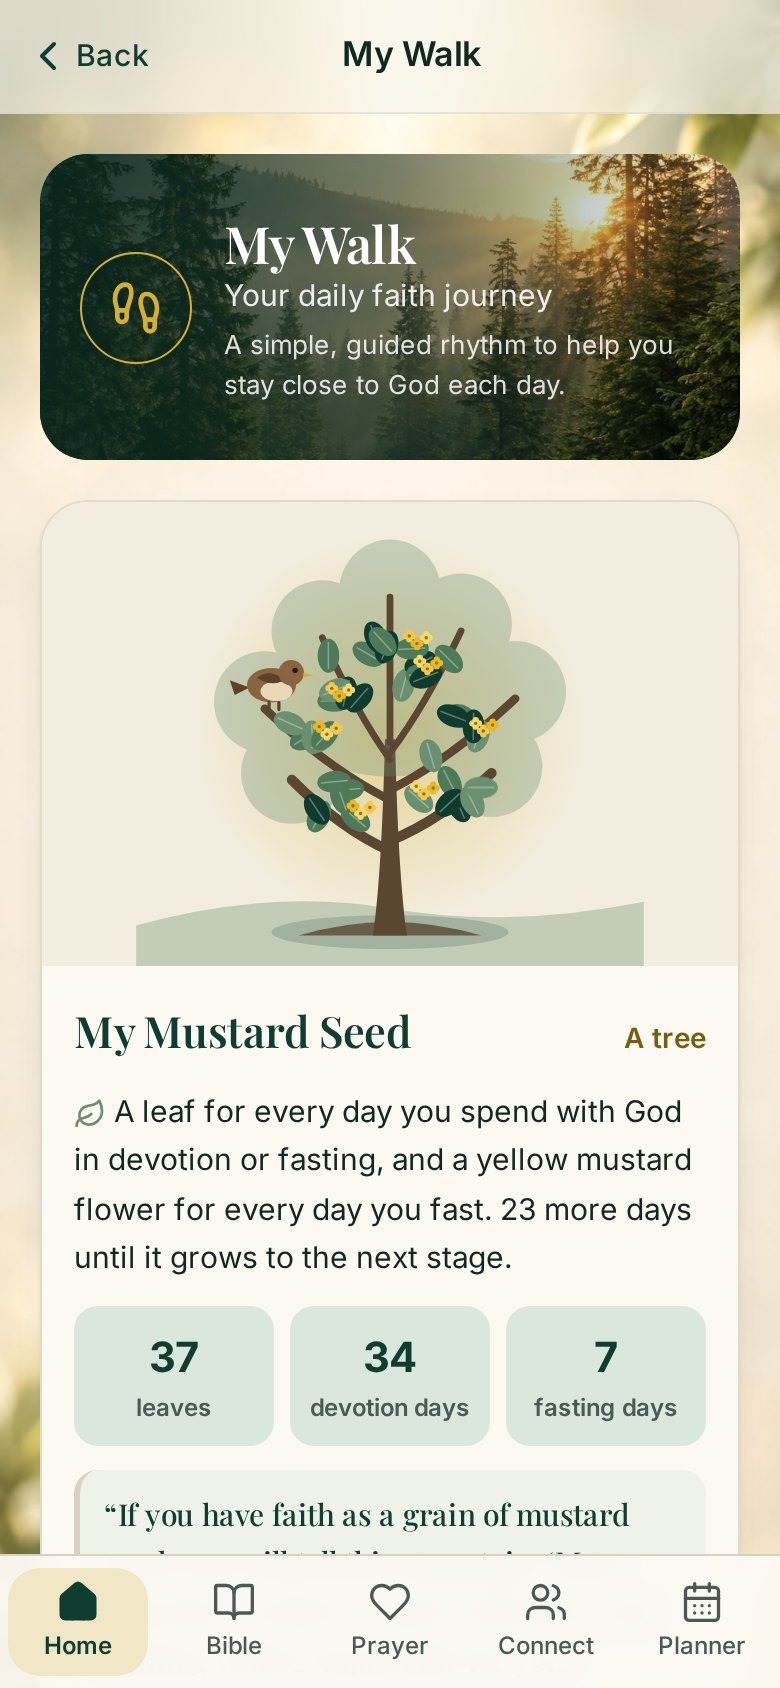 Back
My Walk
My Walk
Your daily faith journey
A simple, guided rhythm to help you
stay close to God each day.
My Mustard Seed
A tree
A leaf for every day you spend with God
in devotion or fasting, and a yellow mustard
flower for every day you fast. 23 more days
until it grows to the next stage.
37
leaves
34
devotion days
7
fasting days
“If you have faith as a grain of mustard
Home
Bible
Prayer
Connect
Planner